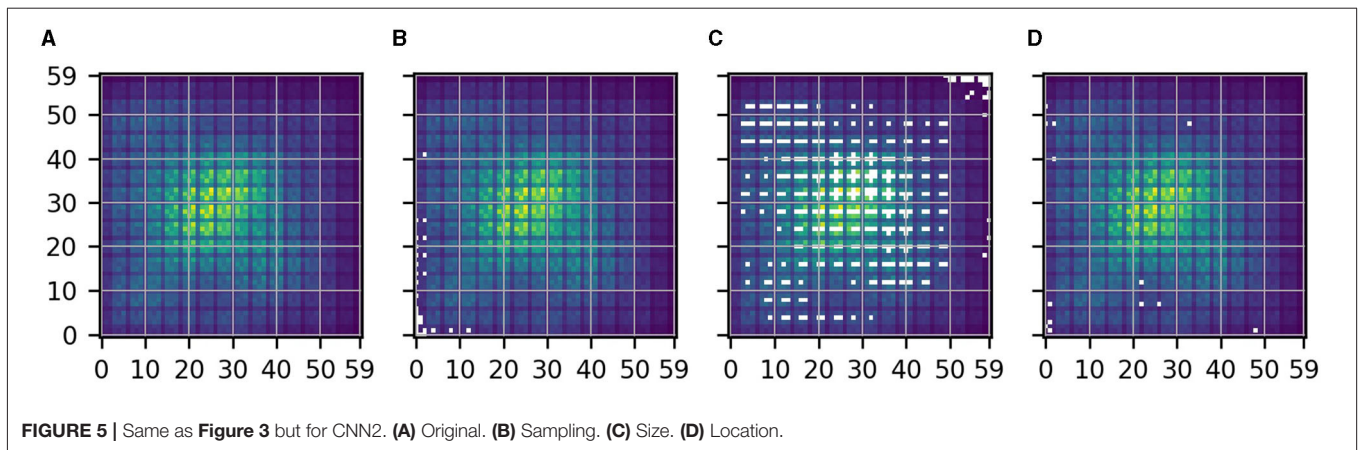 A B C D
59
50
40
30
20
10
0
0 10 20 30 40 50 59 0 10 20 30 40 50 59 0 10 20 30 40 50 59 0 10 20 30 40 50 59
FIGURE 5 | Same as Figure 3 but for CNN2. (A) Original. (B) Sampling. (C) Size. (D) Location.